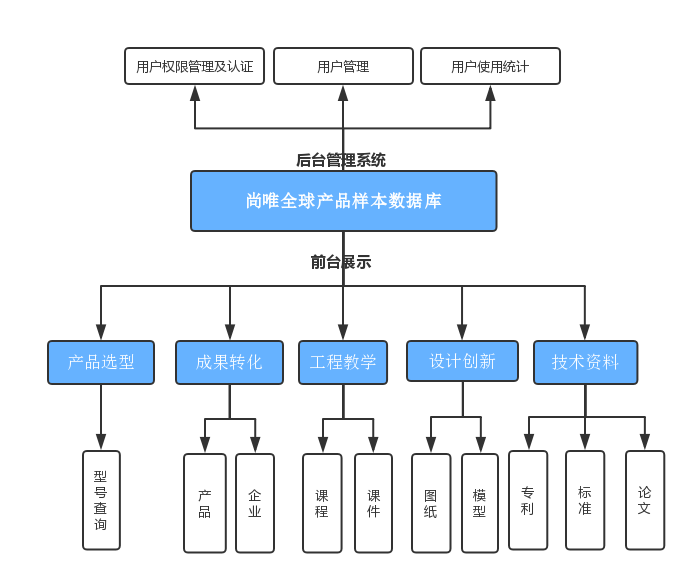 用户权限管理及认证
用户管理
用户使用统计
后台管理系统
尚唯全球产品样本数据库
前台展示
产品选型
成果转化
工程教学
设计创新
技术资料
型号查询
产品
企业
课程
课件
图纸
模型
专利
标准
论文